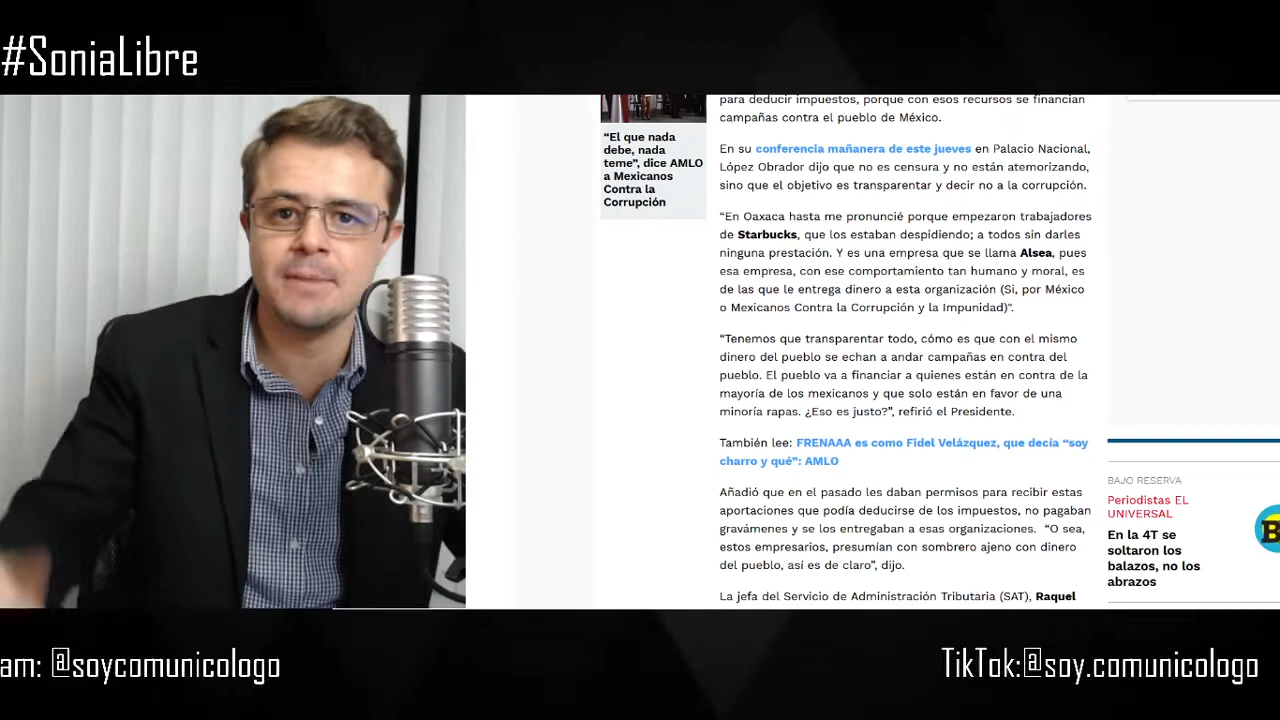 #SoniaLibre
“El que nada
debe, nada
teme”, dice AMLO
a Mexicanos
Contra la
Corrupción
para deducir impuestos, porque con esos recursos se financian
campañas contra el pueblo de México.
En su conferencia mañanera de este jueves en Palacio Nacional,
López Obrador dijo que no es censura y no están atemorizando,
sino que el objetivo es transparentar y decir no a la corrupción.
“En Oaxaca hasta me pronuncié porque empezaron trabajadores
de Starbucks, que los estaban despidiendo; a todos sin darles
ninguna prestación. Y es una empresa que se llama Alsea, pues
esa empresa, con ese comportamiento tan humano y moral, es
de las que le entrega dinero a esta organización (Si, por México
o Mexicanos Contra la Corrupción y la Impunidad)”.
“Tenemos que transparentar todo, cómo es que con el mismo
dinero del pueblo se echan a andar campañas en contra del
pueblo. El pueblo va a financiar a quienes están en contra de la
mayoría de los mexicanos y que solo están en favor de una
minoría rapas. ¿Eso es justo?”, refirió el Presidente.
También lee: FRENAAA es como Fidel Velázquez, que decía “soy
charro y qué”: AMLO
Añadió que en el pasado les daban permisos para recibir estas
aportaciones que podía deducirse de los impuestos, no pagaban
gravámenes y se los entregaban a esas organizaciones. “O sea,
estos empresarios, presumían con sombrero ajeno con dinero
del pueblo, así es de claro”, dijo.
La jefa del Servicio de Administración Tributaria (SAT), Raquel
BAJO RESERVA
Periodistas EL
UNIVERSAL
En la 4T se
soltaron los
balazos, no los
abrazos
B
am: @soycomunicologo
TikTok:@soy.comunicologo